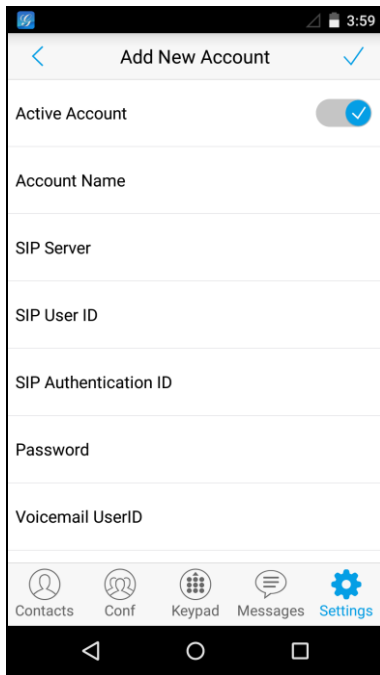 3:59
Add New Account
Active Account
Account Name
SIP Server
SIP User ID
SIP Authentication ID
Password
Voicemail UserID
Contacts Conf Keypad Messages Settings